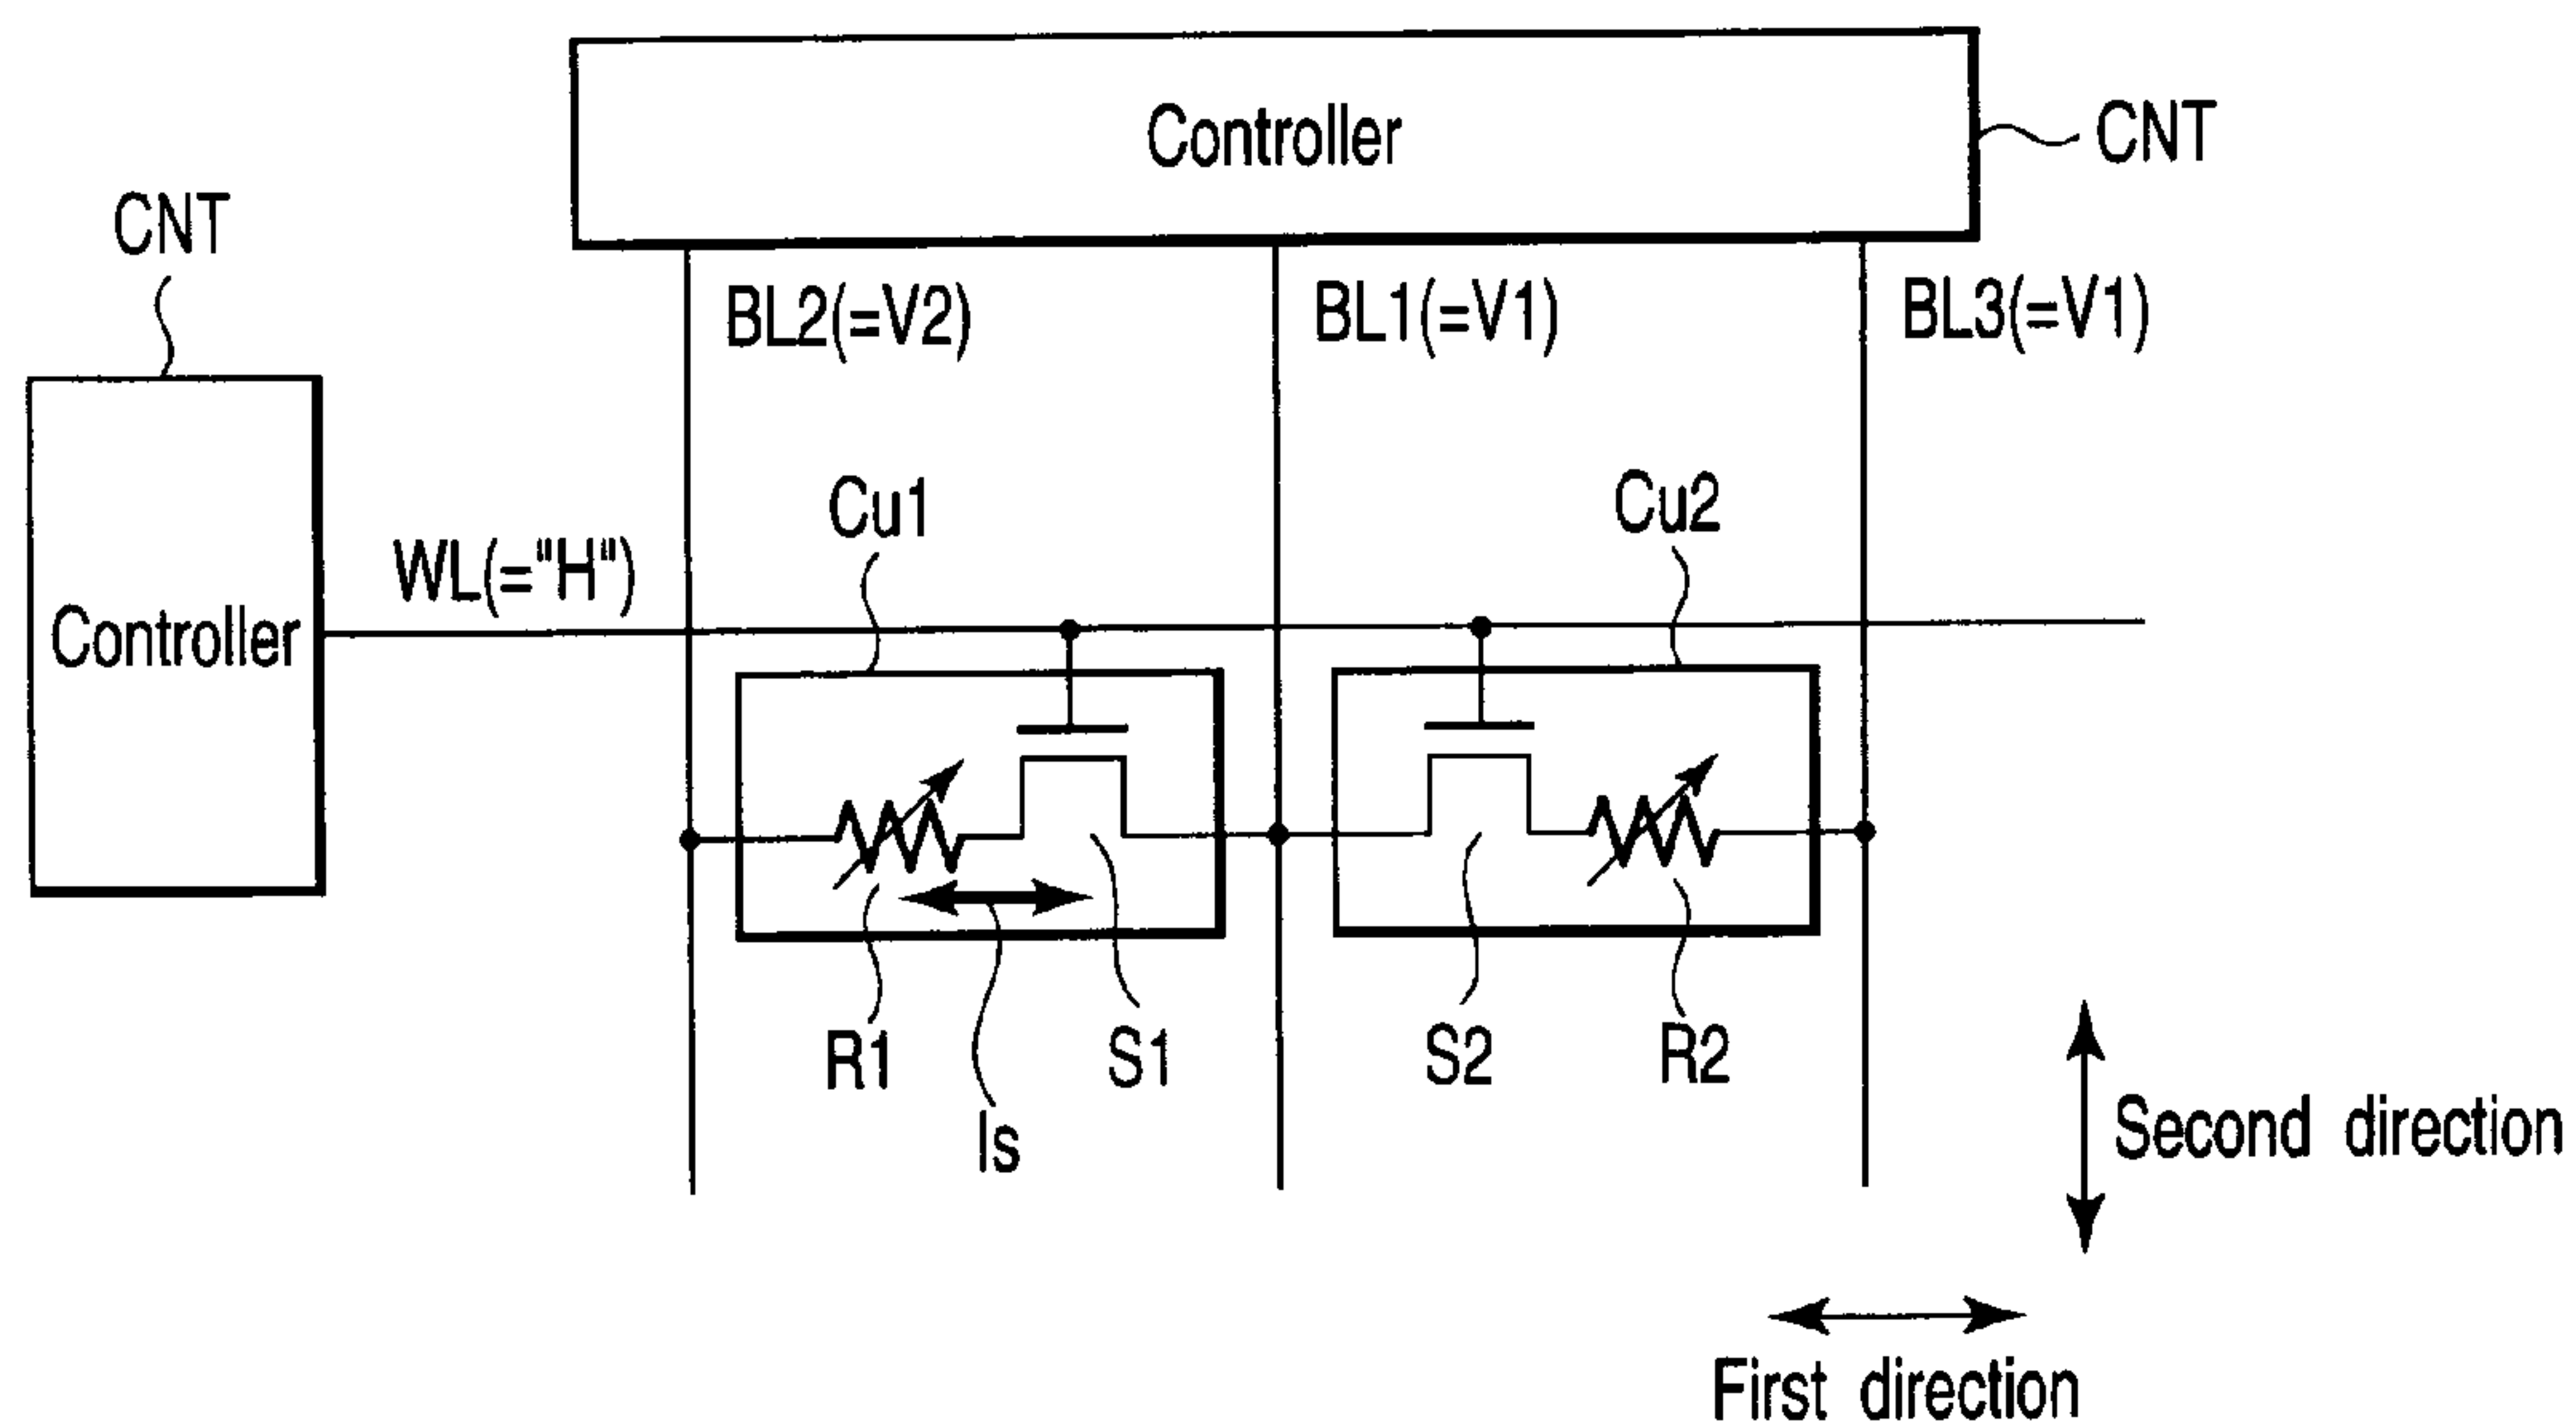 Controller
CNT
CNT
BL2(=V2)
BL1(=V1)
BL3(=V1)
Cu1
Cu2
WL(="H")
Controller
R1
S1
S2
R2
Is
Second direction
First direction